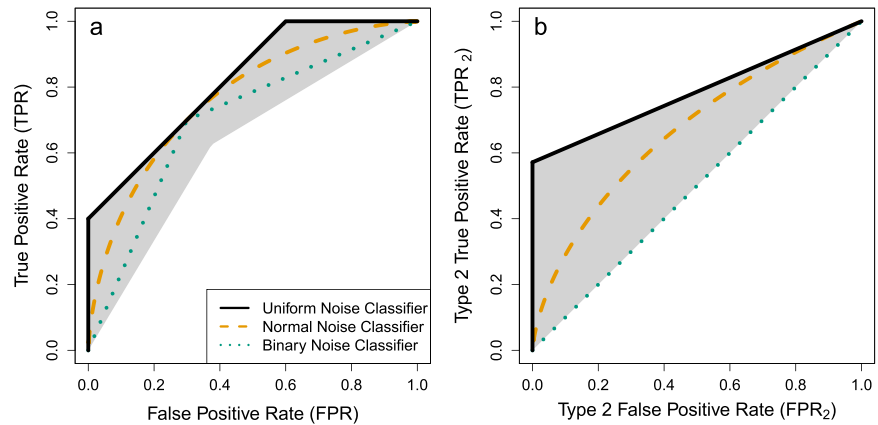 a
True Positive Rate (TPR)
0.0 0.2 0.4 0.6 0.8 1.0
Uniform Noise Classifier
Normal Noise Classifier
Binary Noise Classifier
0.0 0.2 0.4 0.6 0.8 1.0
False Positive Rate (FPR)
b
Type 2 True Positive Rate (TPR 2)
0.0 0.2 0.4 0.6 0.8 1.0
0.0 0.2 0.4 0.6 0.8 1.0
Type 2 False Positive Rate (FPR2)